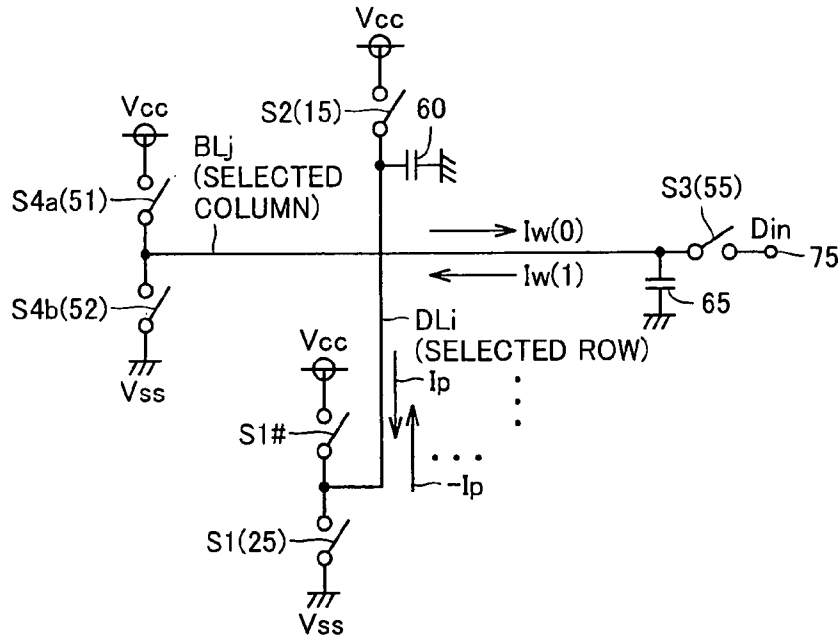 Vcc
S2(15)
60
Vcc
BLj
(SELECTED
COLUMN)
S4a(51)
S3(55)
Din
75
Iw(0)
Iw(1)
65
S4b(52)
Vss
DLi
(SELECTED ROW)
Vcc
Ip
S1#
-Ip
S1(25)
Vss